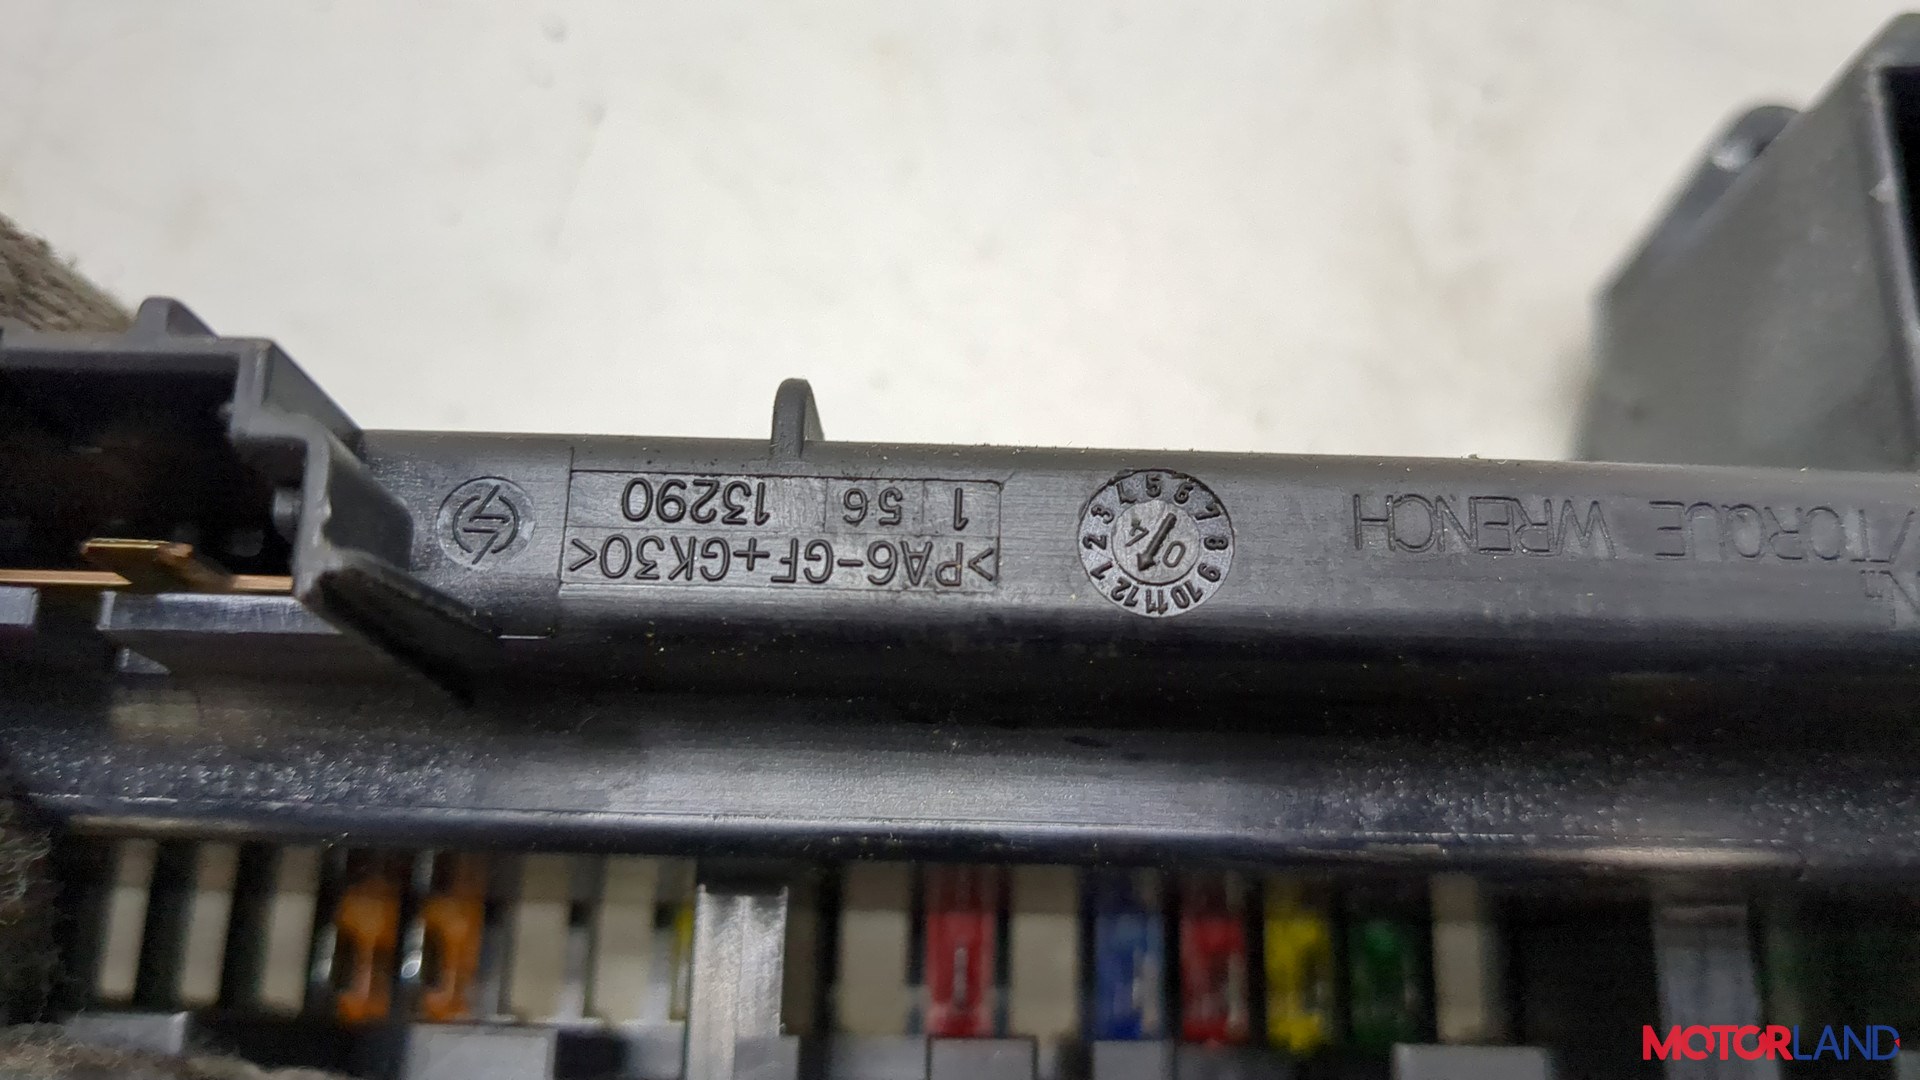 TORQUE WRENCH
1 2 3 4 5 6 7 8 9 10 11 12
04
>PA6-GF+GK30<
1 56 13290
MOTORLAND